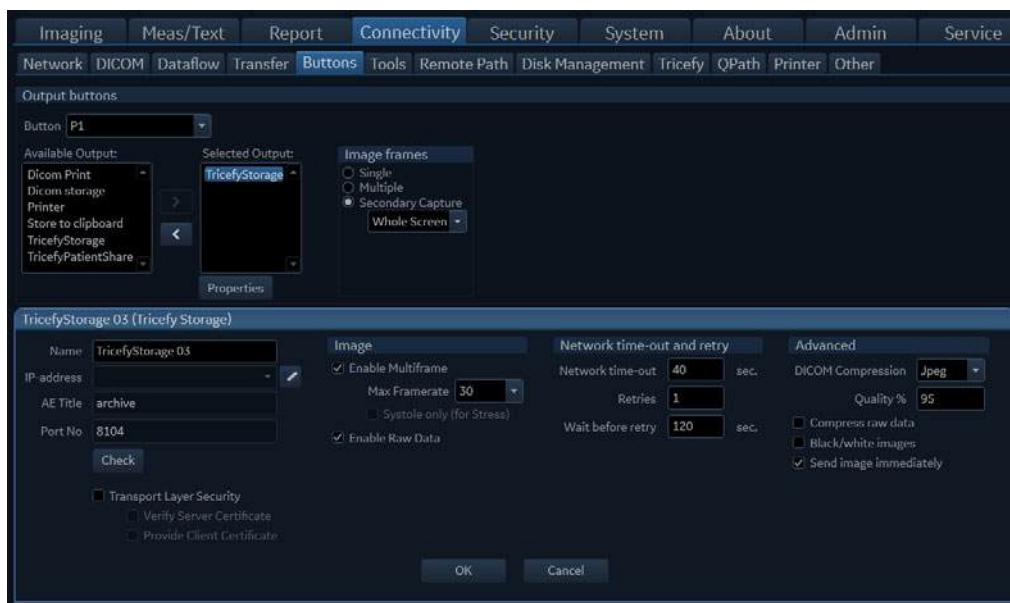 Imaging Meas/Text Report Connectivity Security System About Admin Service
Network DICOM Dataflow Transfer Buttons Tools Remote Path Disk Management Tricefy QPath Printer Other
Output buttons
Button P1
Available Output: Selected Output: Image frames
Dicom Print TricefyStorage Single
Dicom storage Multiple
Printer > Secondary Capture
Store to clipboard Whole Screen
TricefyStorage <
TricefyPatientShare
Properties
TricefyStorage 03 (Tricefy Storage)
Name TricefyStorage 03 Image Network time-out and retry Advanced
IP-address Enable Multiframe Network time-out 40 sec. DICOM Compression Jpeg
AE Title archive Max Framerate 30 Retries 1 Quality % 95
Systole only (for Stress) Compress raw data
Port No 8104 Enable Raw Data Wait before retry 120 sec. Black/white images
Check Send image immediately
Transport Layer Security
Verify Server Certificate
Provide Client Certificate
OK Cancel